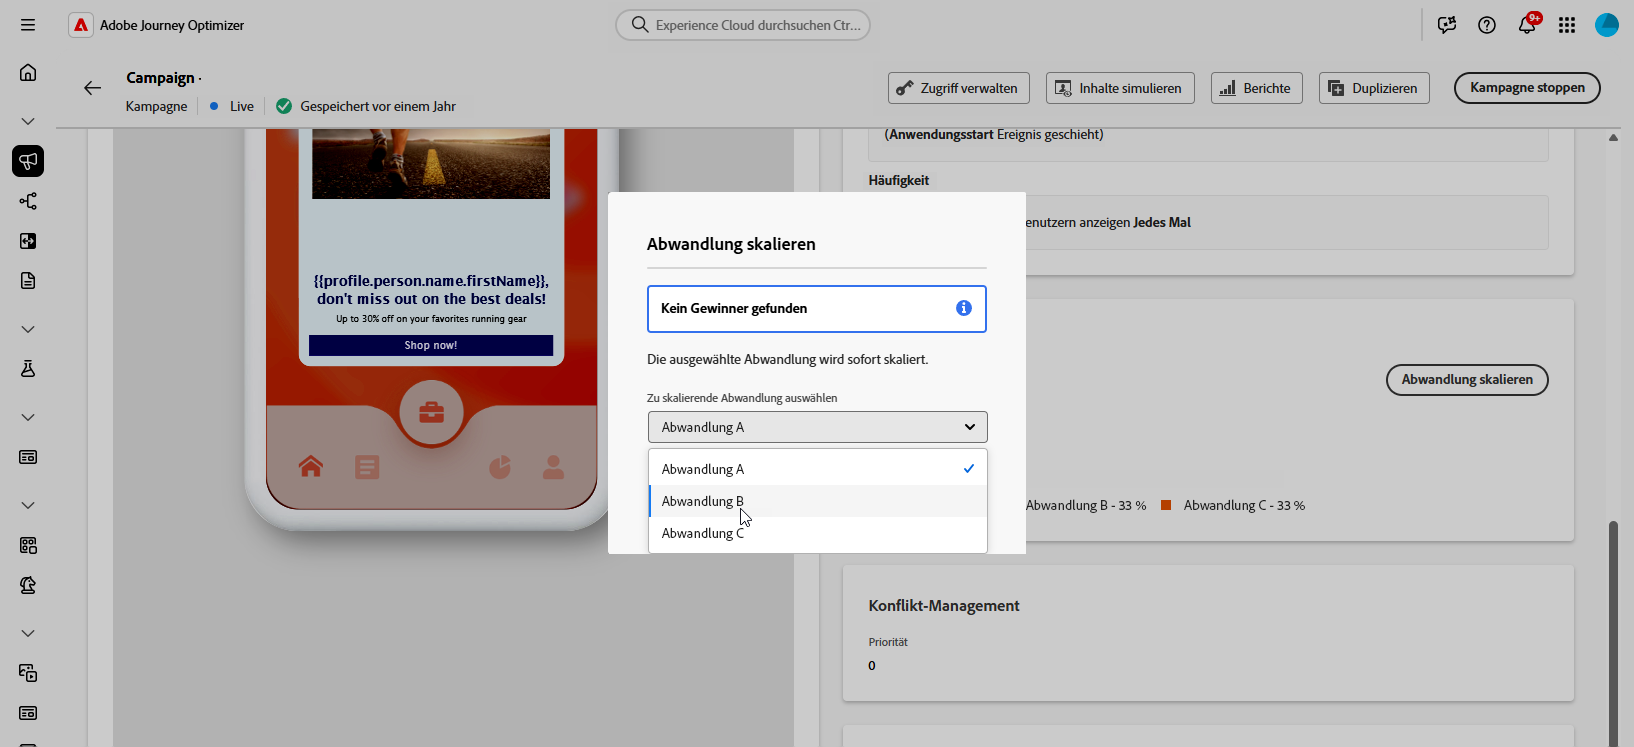 Adobe Journey Optimizer
Experience Cloud durchsuchen Ctr...
9+
Campaign ·
Kampagne
Live
Gespeichert vor einem Jahr
Zugriff verwalten
Inhalte simulieren
Berichte
Duplizieren
Kampagne stoppen
(Anwendungsstart Ereignis geschieht)
Häufigkeit
enutzern anzeigen Jedes Mal
{{profile.person.name.firstName}},
don't miss out on the best deals!
Up to 30% off on your favorites running gear
Shop now!
Abwandlung skalieren
Kein Gewinner gefunden
Die ausgewählte Abwandlung wird sofort skaliert.
Zu skalierende Abwandlung auswählen
Abwandlung A
Abwandlung A
Abwandlung B
Abwandlung C
Abwandlung skalieren
Abwandlung B - 33 %
Abwandlung C - 33 %
Konflikt-Management
Priorität
0